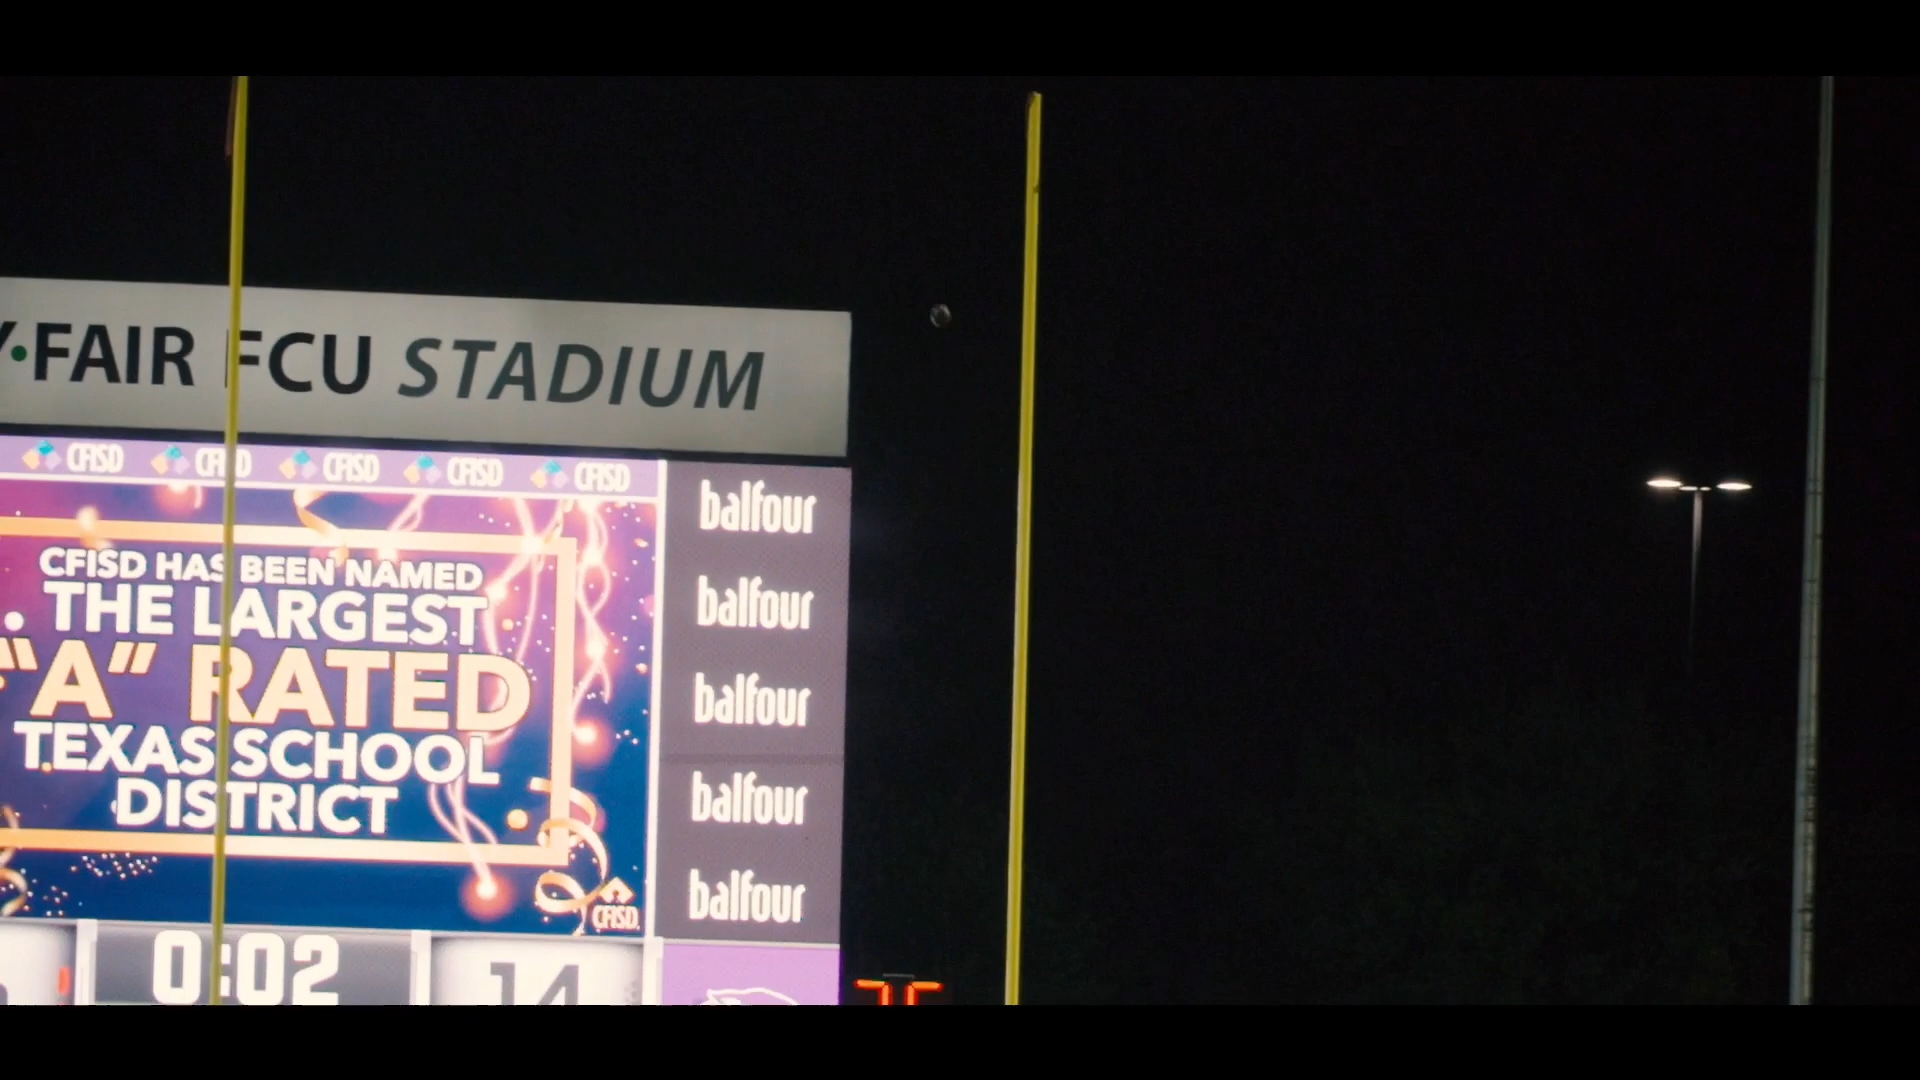 Y·FAIR FCU STADIUM
CFISD CFISD CFISD CFISD CFISD
CFISD HAS BEEN NAMED
THE LARGEST
"A" RATED
TEXAS SCHOOL
DISTRICT
CFISD
balfour
balfour
balfour
balfour
balfour
0:02
14